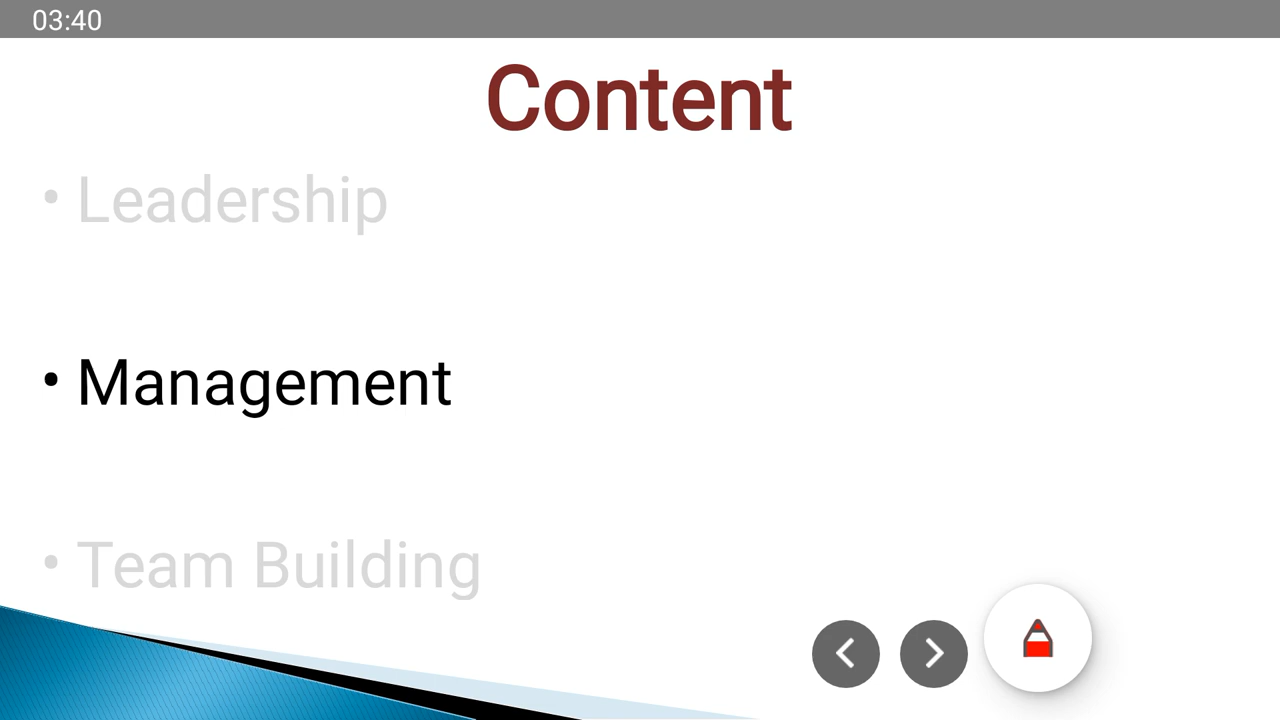 03:40
Content
• Leadership
• Management
• Team Building